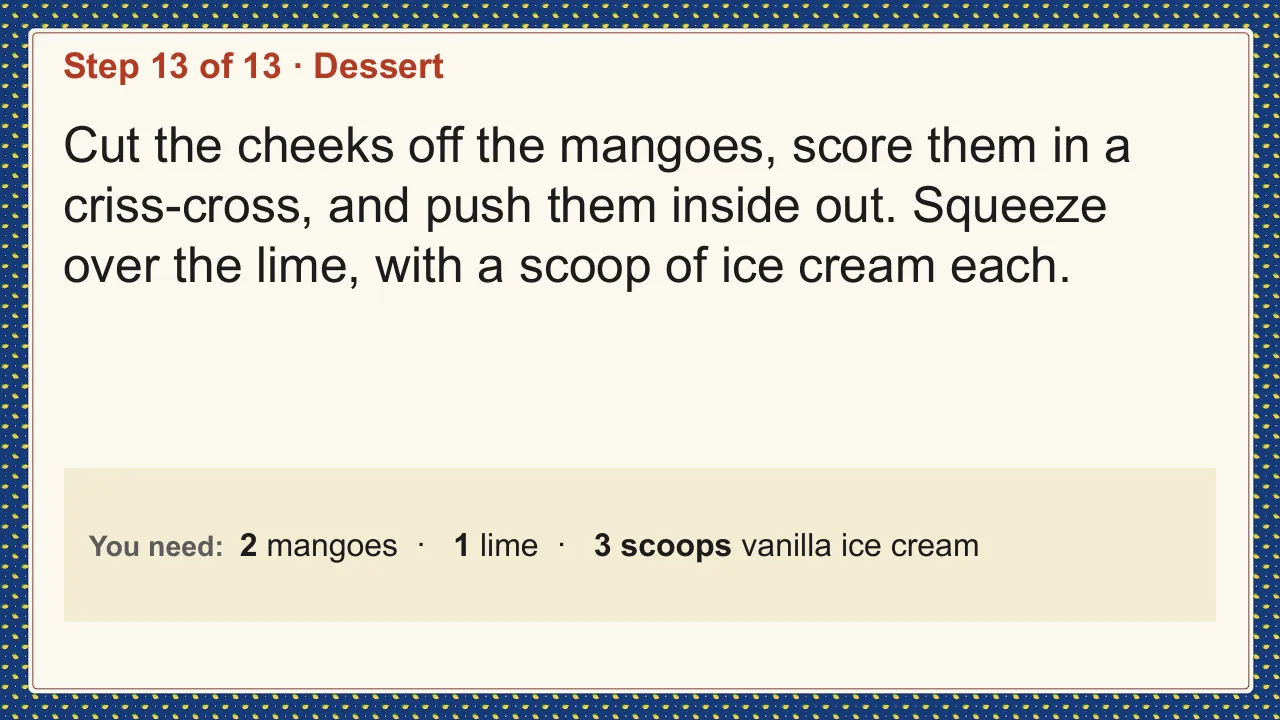 Step 13 of 13 · Dessert
Cut the cheeks off the mangoes, score them in a
criss-cross, and push them inside out. Squeeze
over the lime, with a scoop of ice cream each.
You need: 2 mangoes · 1 lime · 3 scoops vanilla ice cream